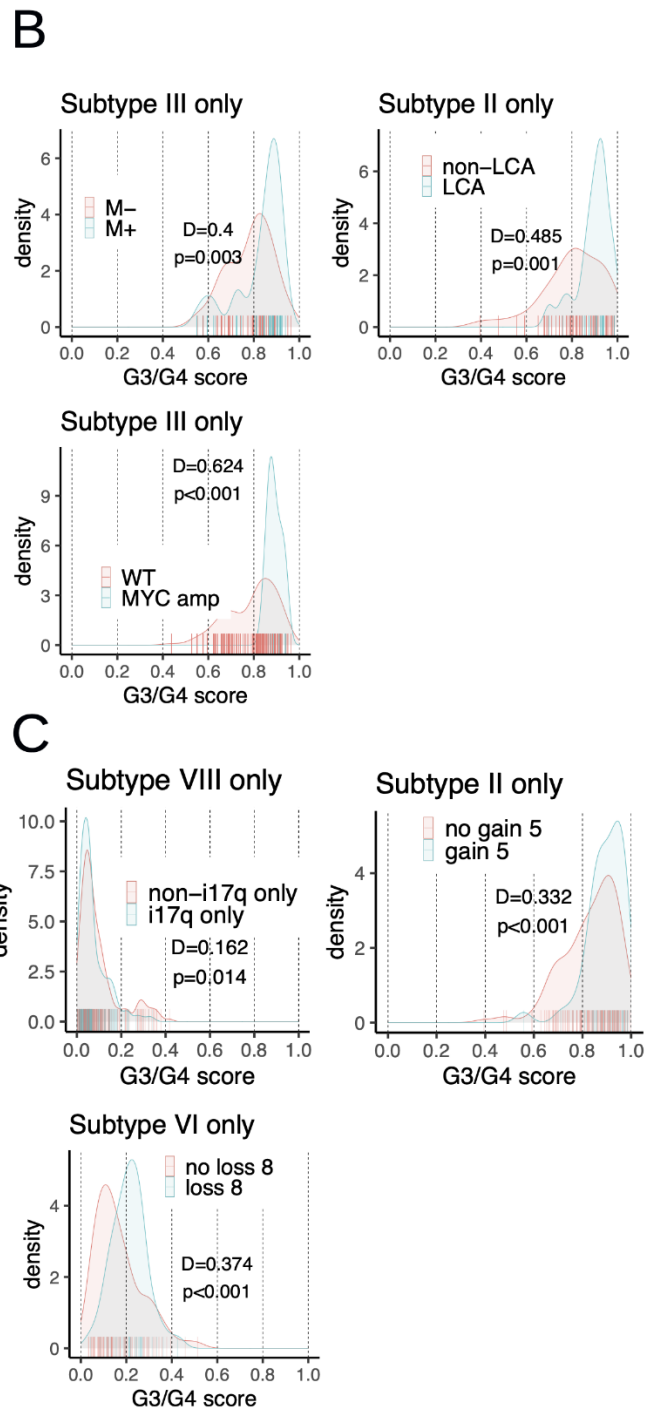 B
Subtype III only
density
6
4
2
0
M−
M+
D=0.4
p=0.003
0.0 0.2 0.4 0.6 0.8 1.0
G3/G4 score
Subtype II only
density
6
4
2
0
non−LCA
LCA
D=0.485
p=0.001
0.0 0.2 0.4 0.6 0.8 1.0
G3/G4 score
Subtype III only
density
9
6
3
0
D=0.624
p<0.001
WT
MYC amp
0.0 0.2 0.4 0.6 0.8 1.0
G3/G4 score
C
Subtype VIII only
density
10.0
7.5
5.0
2.5
0.0
non−i17q only
i17q only
D=0.162
p=0.014
0.0 0.2 0.4 0.6 0.8 1.0
G3/G4 score
Subtype II only
density
4
2
0
no gain 5
gain 5
D=0.332
p<0.001
0.0 0.2 0.4 0.6 0.8 1.0
G3/G4 score
Subtype VI only
density
4
2
0
no loss 8
loss 8
D=0.374
p<0.001
0.0 0.2 0.4 0.6 0.8 1.0
G3/G4 score